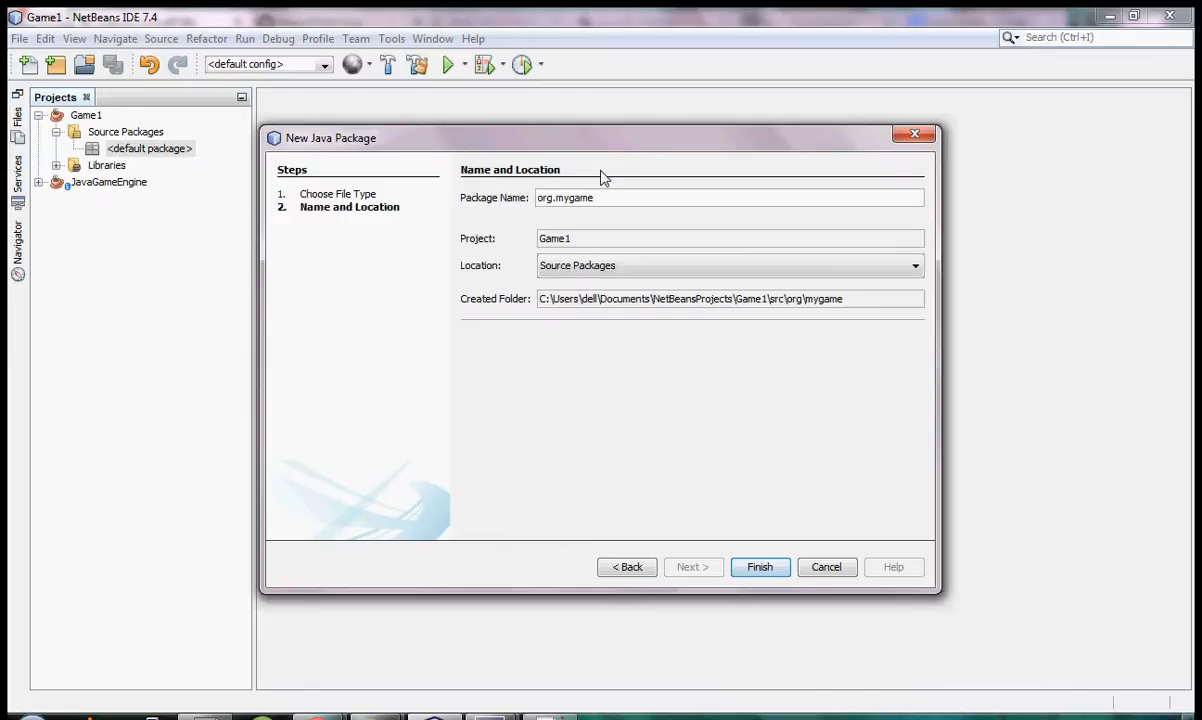 Game1 - NetBeans IDE 7.4
File Edit View Navigate Source Refactor Run Debug Profile Team Tools Window Help
Search (Ctrl+I)
<default config>
Projects
Files
Services
Navigator
Game1
Source Packages
<default package>
Libraries
JavaGameEngine
New Java Package
Steps
1. Choose File Type
2. Name and Location
Name and Location
Package Name: org.mygame
Project: Game1
Location: Source Packages
Created Folder: C:\Users\dell\Documents\NetBeansProjects\Game1\src\org\mygame
< Back Next > Finish Cancel Help